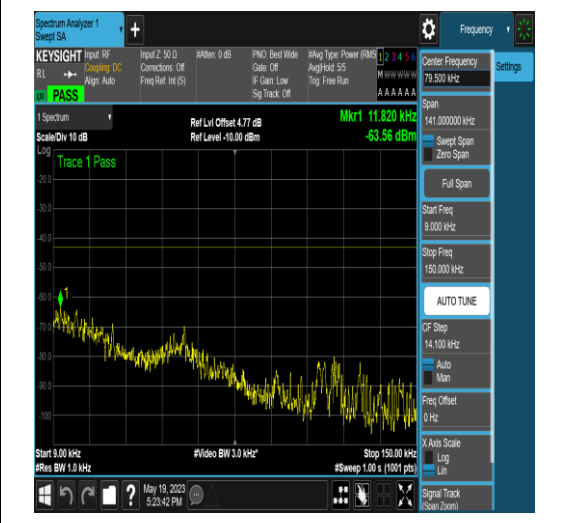 Spectrum Analyzer 1
Swept SA
Frequency
KEYSIGHT
RL
PASS
Input: RF
Coupling: DC
Align: Auto
Input Z: 50 Ω
Corrections: Off
Freq Ref: Int (S)
#Atten: 0 dB
PNO: Best Wide
Gate: Off
IF Gain: Low
Sig Track: Off
#Avg Type: Power (RMS)
Avg|Hold: 5/5
Trig: Free Run
1 2 3 4 5 6
M W W W W W
A A A A A A
Center Frequency
79.500 kHz
Settings
Span
141.000000 kHz
Swept Span
Zero Span
Full Span
Start Freq
9.000 kHz
Stop Freq
150.000 kHz
AUTO TUNE
CF Step
14.100 kHz
Auto
Man
Freq Offset
0 Hz
X Axis Scale
Log
Lin
Signal Track
(Span Zoom)
1 Spectrum
Scale/Div 10 dB
Ref Lvl Offset 4.77 dB
Ref Level -10.00 dBm
Mkr1 11.820 kHz
-63.56 dBm
Log
Trace 1 Pass
-20.0
-30.0
-40.0
-50.0
-60.0
1
-70.0
-80.0
-90.0
-100
Start 9.00 kHz
#Res BW 1.0 kHz
#Video BW 3.0 kHz*
Stop 150.00 kHz
#Sweep 1.00 s (1001 pts)
?
May 19, 2023
5:23:42 PM